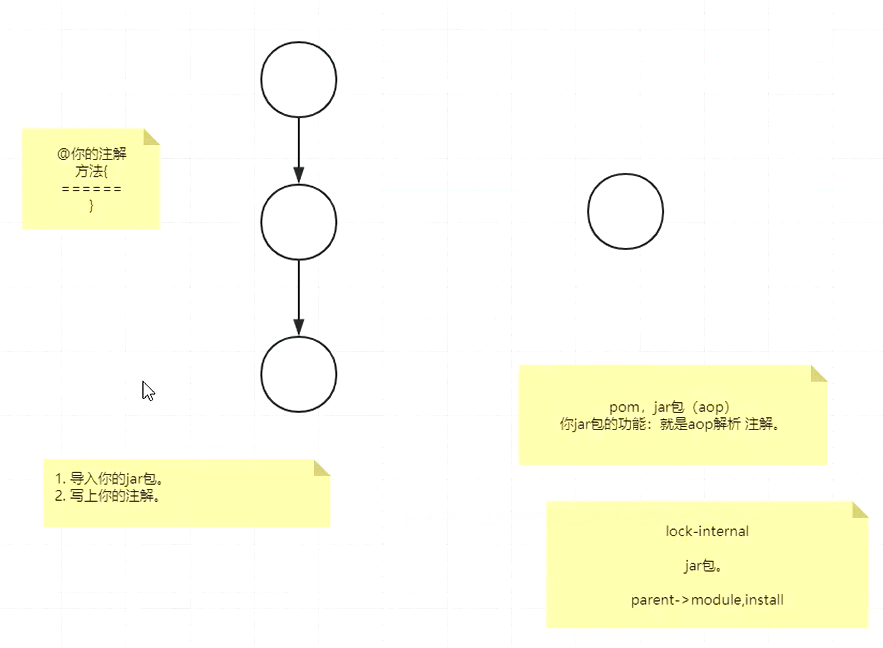 @你的注解
方法{
======
}
1. 导入你的jar包。
2. 写上你的注解。
pom，jar包（aop）
你jar包的功能：就是aop解析 注解。
lock-internal
jar包。
parent->module,install